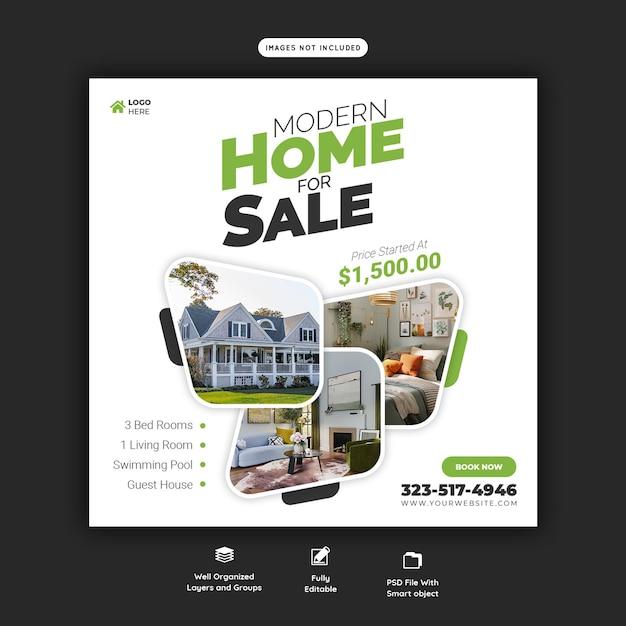 IMAGES NOT INCLUDED
LOGO
HERE
MODERN
HOME
FOR
SALE
Price Started At
$1,500.00
3 Bed Rooms
1 Living Room
Swimming Pool
Guest House
BOOK NOW
323-517-4946
WWW.YOURWEBSITE.COM
Well Organized
Layers and Groups
Fully
Editable
PSD File With
Smart object